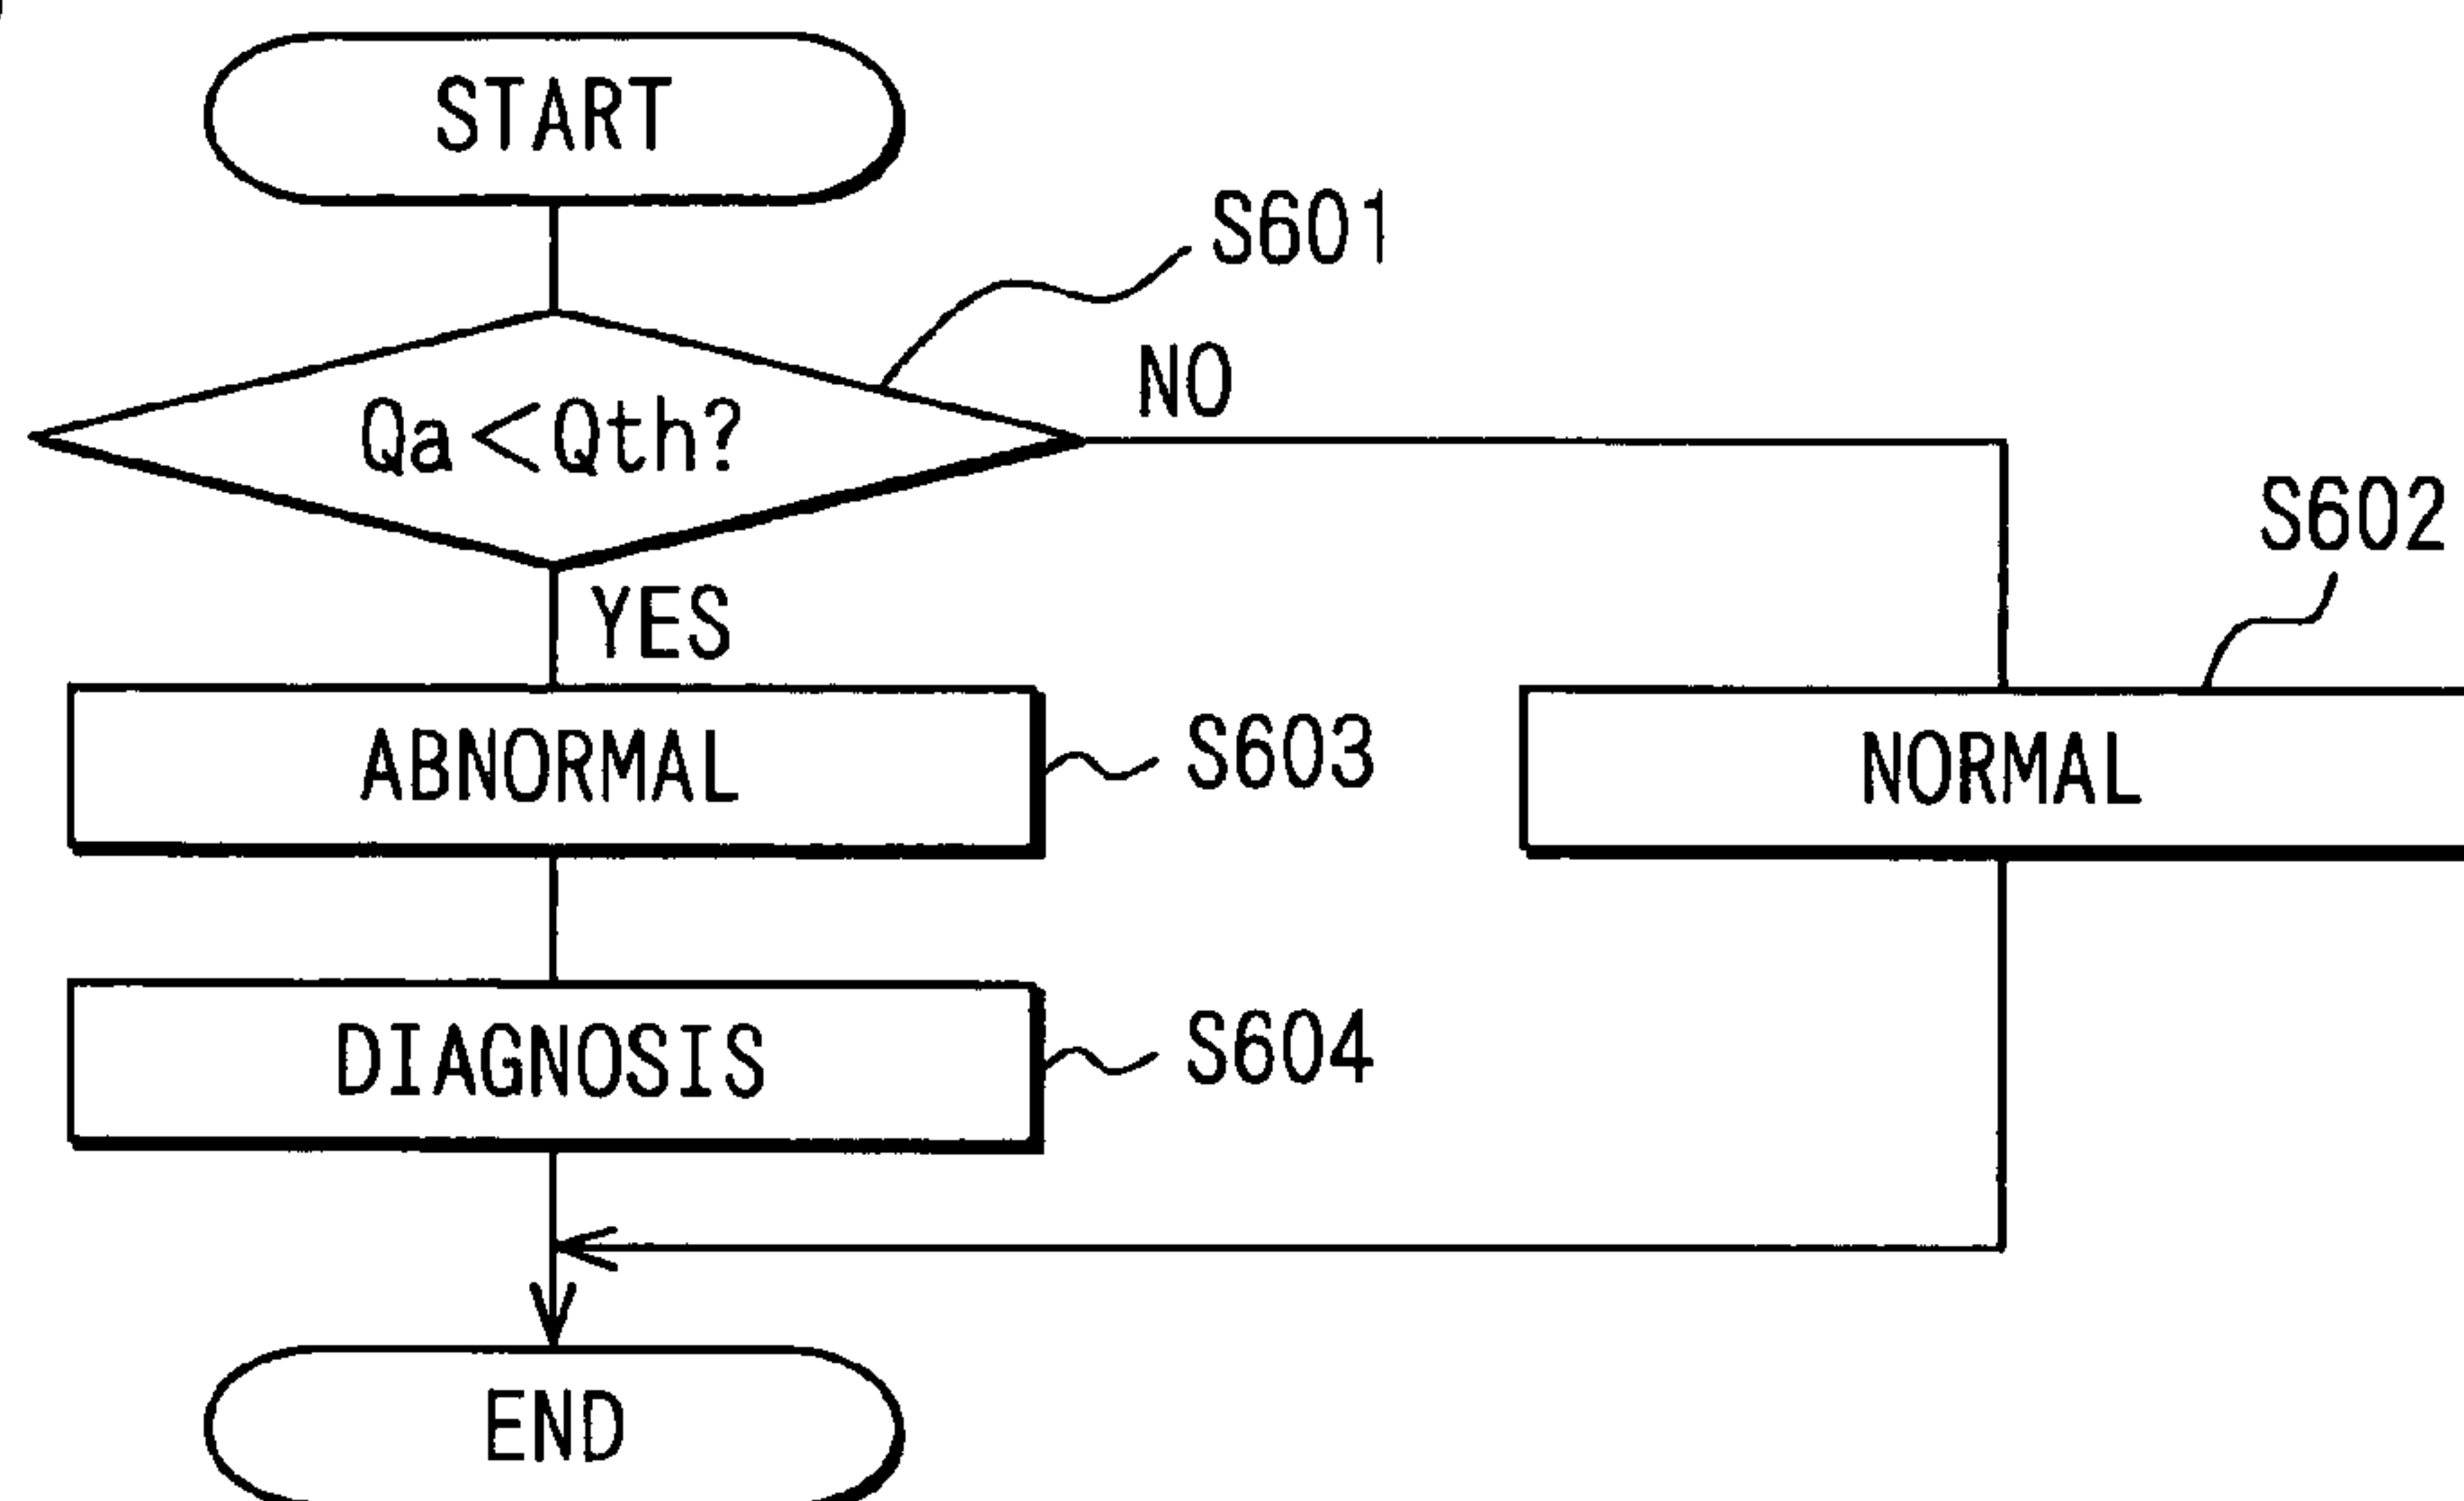 START
S601
NO
Qa<Qth?
S602
YES
ABNORMAL
S603
NORMAL
DIAGNOSIS
S604
END